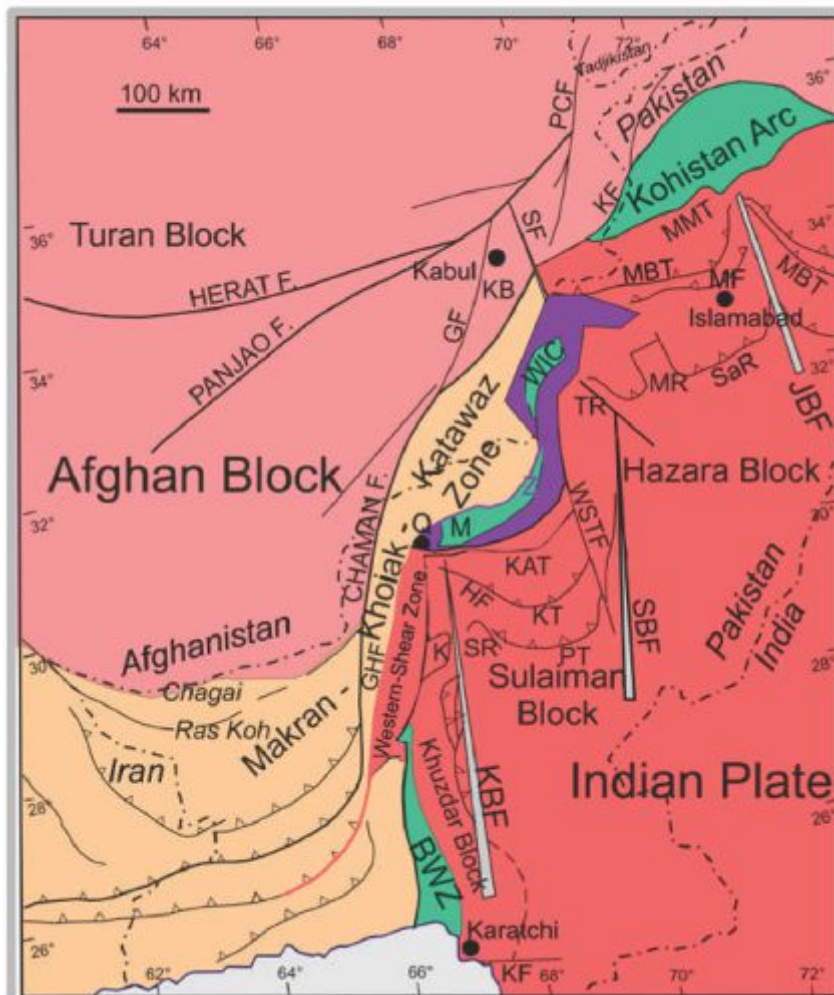 64°
66°
68°
70°
72°
100 km
Tadjikistan
36°
PCF
Pakistan
Kohistan Arc
KF
34°
36°
Turan Block
SF
MMT
Kabul
KB
MBT
MF
MBT
HERAT F.
Islamabad
GF
PANJAO F.
WIC
32°
34°
MR
SaR
JBF
TR
Katawaz
Zone
Afghan Block
Hazara Block
Z
30°
32°
CHAMAN F.
Q
M
WSTF
KAT
Khojak
HF
KT
SBF
Pakistan
India
Afghanistan
30°
GHF
Western-Shear Zone
K
SR
PT
28°
Chagai
Sulaiman
Block
Ras Koh
Makran -
Iran
Indian Plate
28°
Khuzdar Block
KBF
26°
BWZ
26°
Karatchi
KF
62°
64°
66°
68°
70°
72°